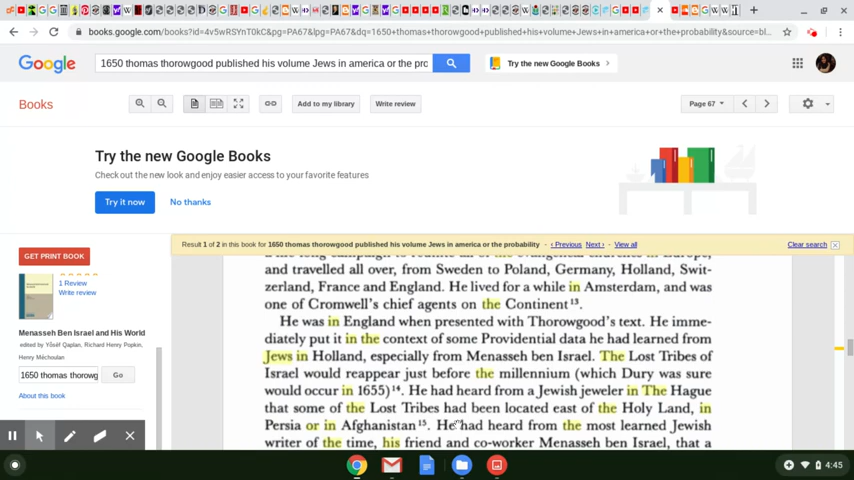 books.google.com/books?id=4v5wRSYnT0kC&pg=PA67&lpg=PA67&dq=1650+thomas+thorowgood+published+his+volume+Jews+in+america+or+the+probability&source=bl...
Google
1650 thomas thorowgood published his volume Jews in america or the pro
Try the new Google Books
Books
Add to my library
Write review
Page 67
Try the new Google Books
Check out the new look and enjoy easier access to your favorite features
Try it now
No thanks
Result 1 of 2 in this book for 1650 thomas thorowgood published his volume Jews in america or the probability - ‹ Previous Next › - View all
Clear search
GET PRINT BOOK
1 Review
Write review
Menasseh Ben Israel and His World
edited by Yôsēf Qaplan, Richard Henry Popkin,
Henry Méchoulan
1650 thomas thorowg
Go
About this book
and travelled all over, from Sweden to Poland, Germany, Holland, Swit-
zerland, France and England. He lived for a while in Amsterdam, and was
one of Cromwell's chief agents on the Continent 13.
He was in England when presented with Thorowgood's text. He imme-
diately put it in the context of some Providential data he had learned from
Jews in Holland, especially from Menasseh ben Israel. The Lost Tribes of
Israel would reappear just before the millennium (which Dury was sure
would occur in 1655) 14. He had heard from a Jewish jeweler in The Hague
that some of the Lost Tribes had been located east of the Holy Land, in
Persia or in Afghanistan 15. He had heard from the most learned Jewish
writer of the time, his friend and co-worker Menasseh ben Israel, that a
4:45